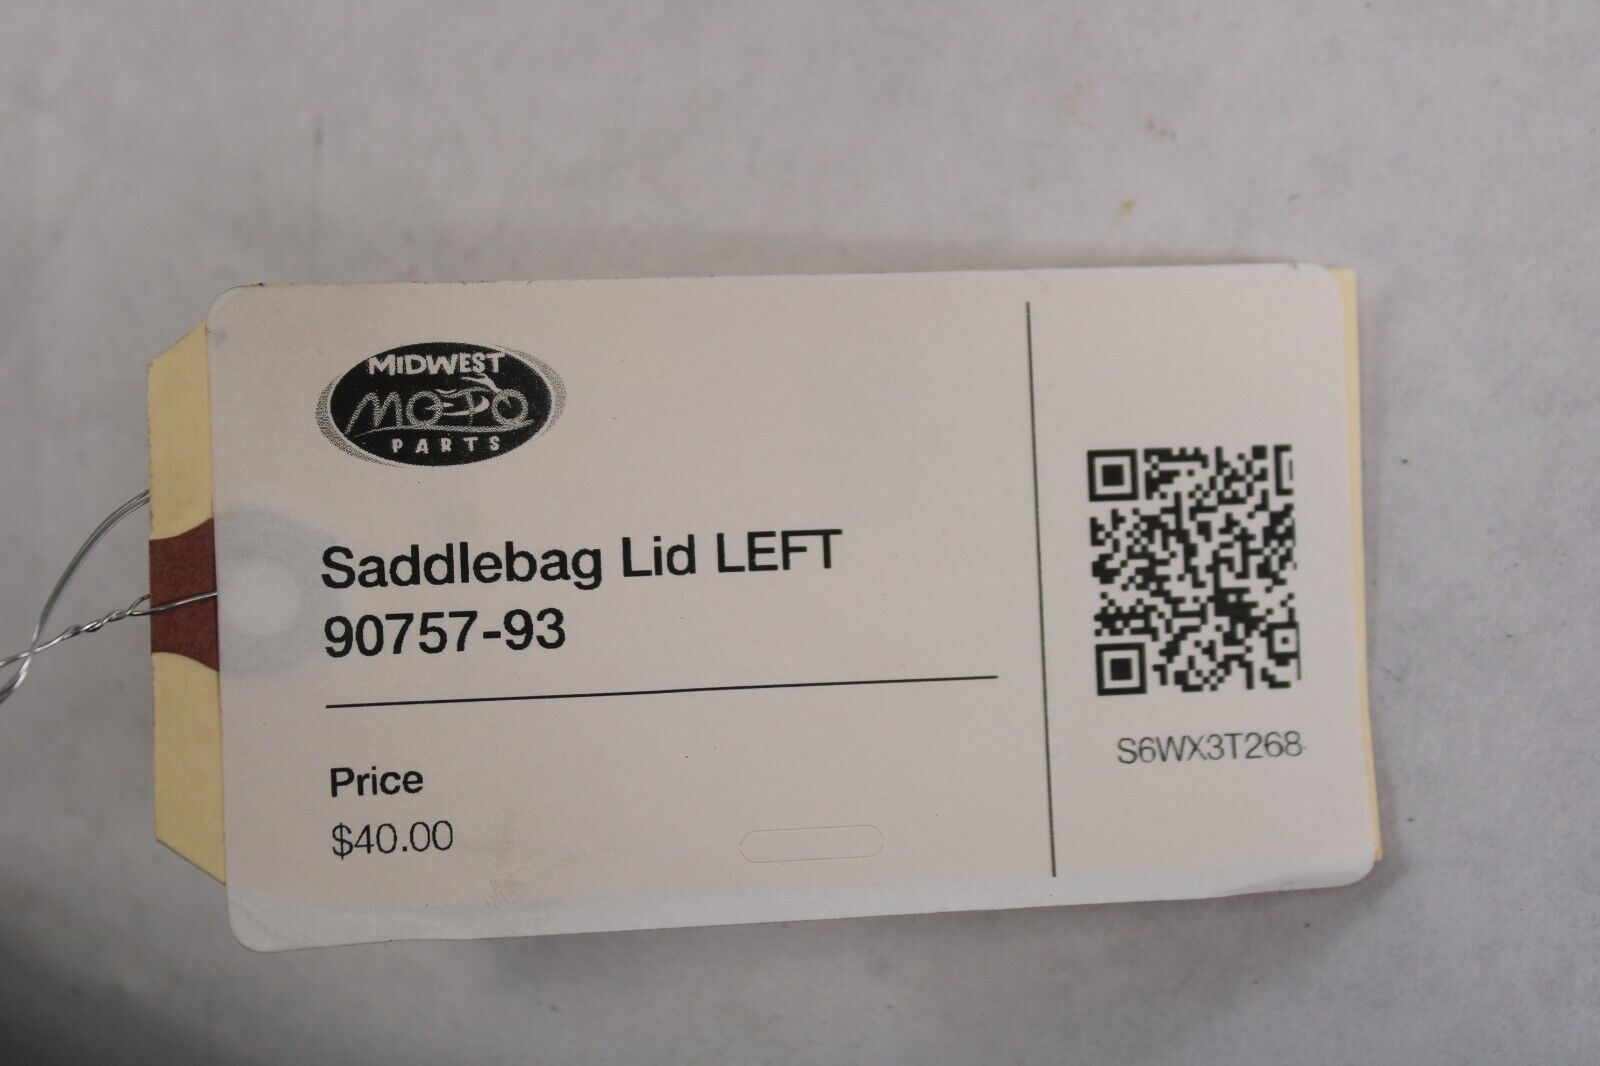 MIDWEST
MOTO
PARTS
Saddlebag Lid LEFT
90757-93
Price
$40.00
S6WX3T268